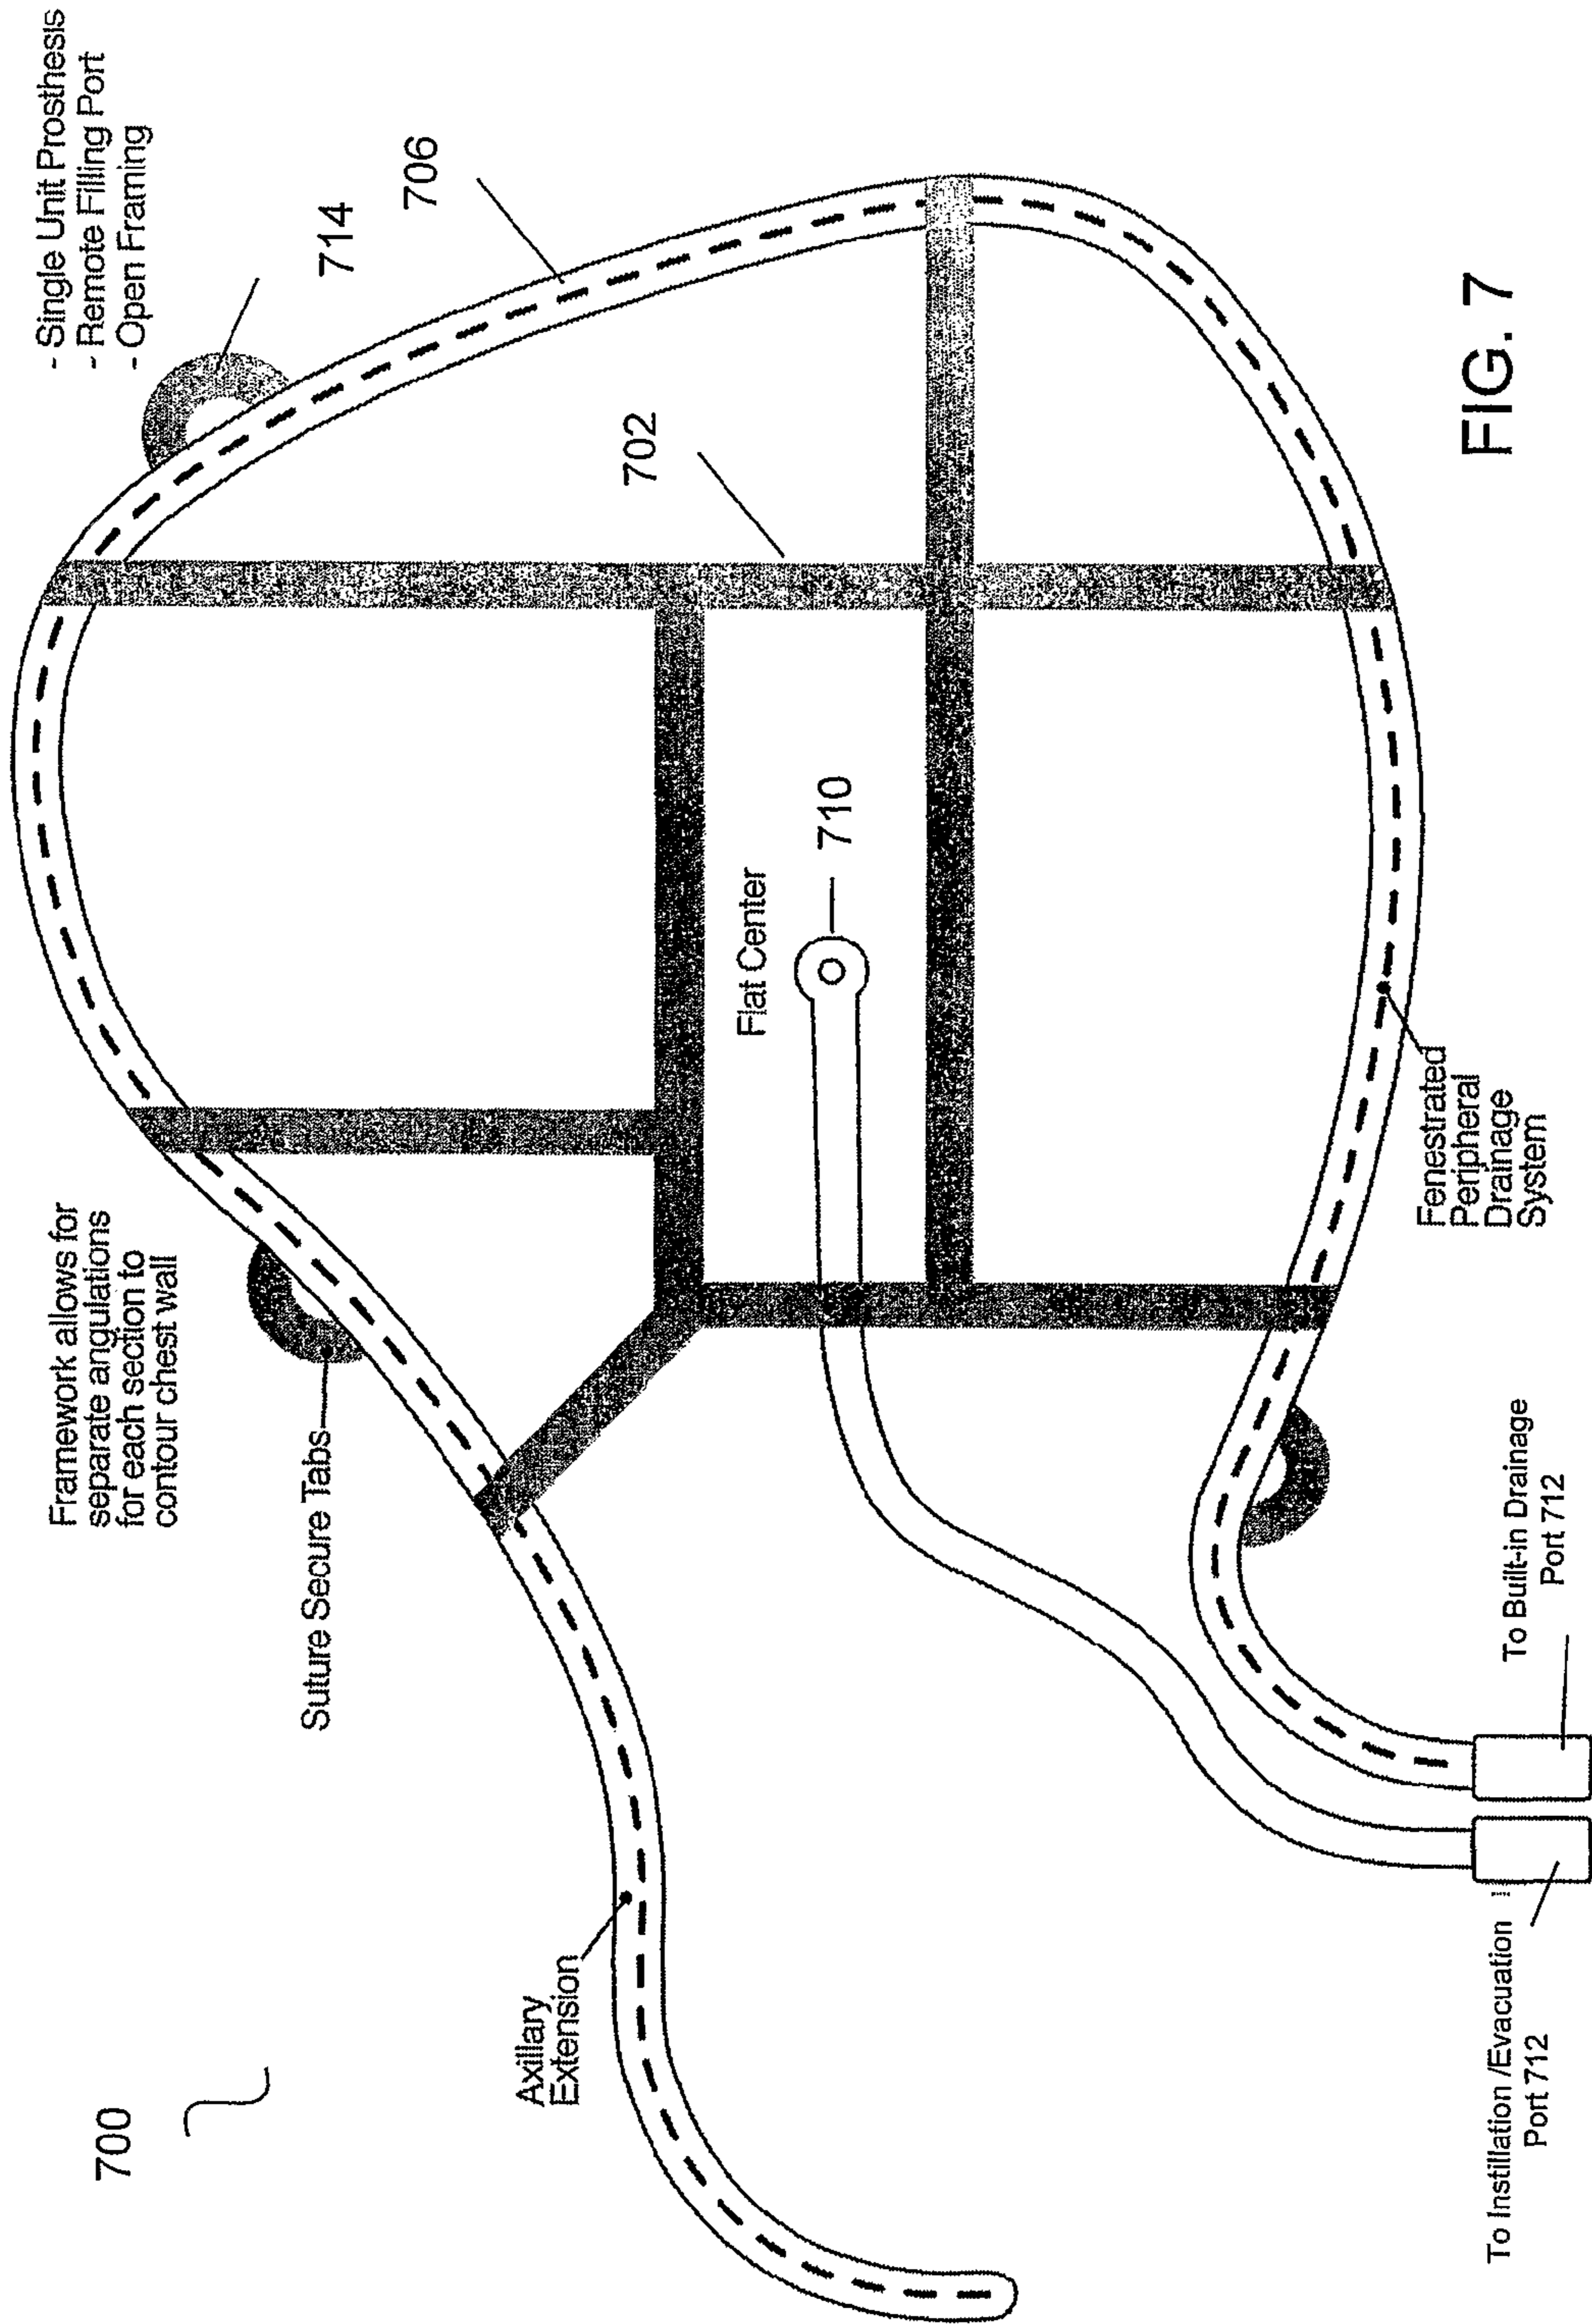 700
Framework allows for
separate angulations
for each section to
contour chest wall
- Single Unit Prosthesis
- Remote Filling Port
- Open Framing
714
706
Suture Secure Tabs
702
Axillary
Extension
Flat Center
710
Fenestrated
Peripheral
Drainage
System
To Instillation /Evacuation
Port 712
To Built-in Drainage
Port 712
FIG. 7